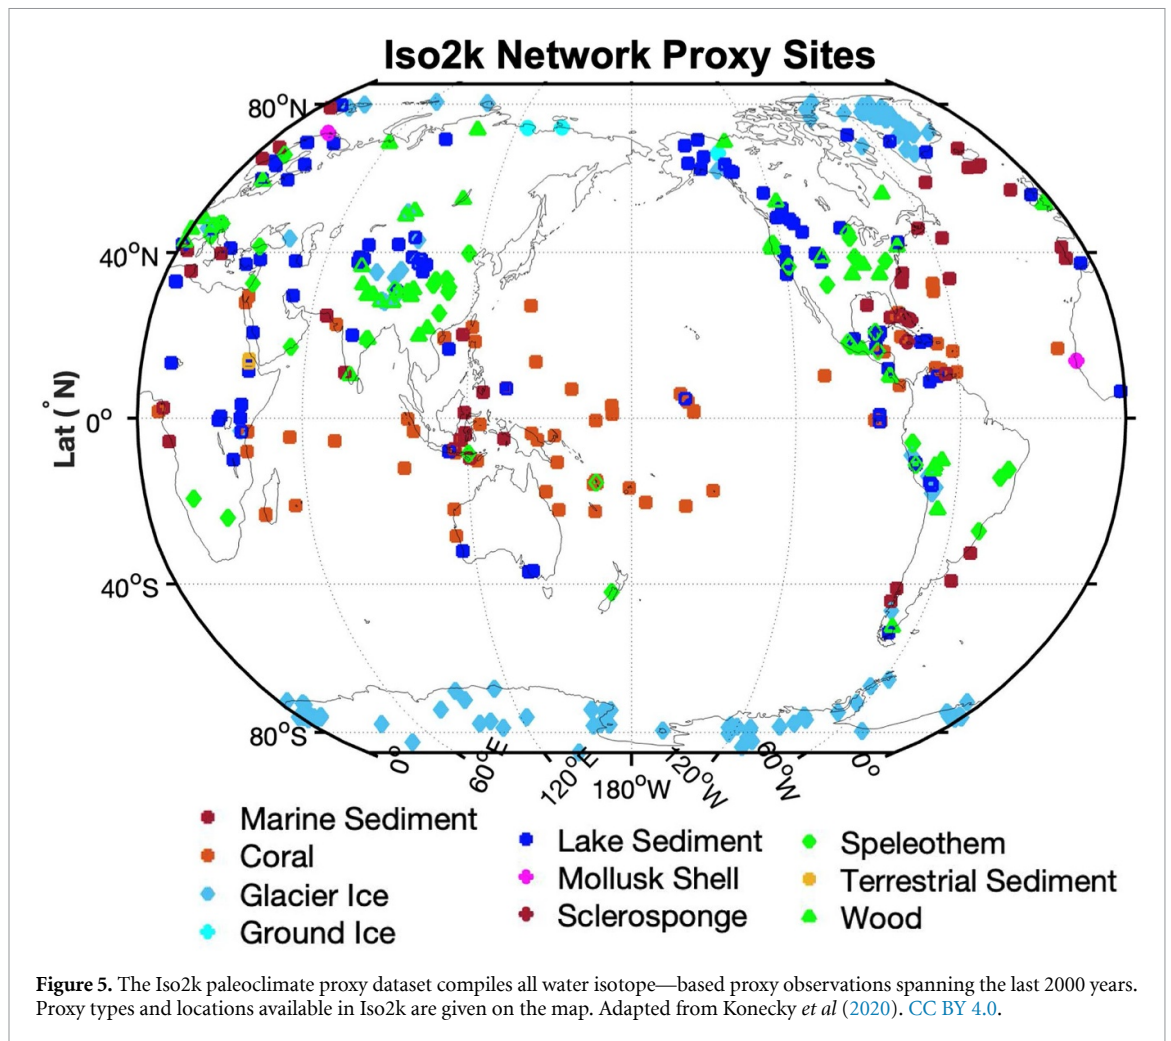 Iso2k Network Proxy Sites
80°N
40°N
0°
40°S
80°S
Lat (° N)
0°
60°E
120°E
180°W
120°W
60°W
0°
Marine Sediment
Coral
Glacier Ice
Ground Ice
Lake Sediment
Mollusk Shell
Sclerosponge
Speleothem
Terrestrial Sediment
Wood
Figure 5. The Iso2k paleoclimate proxy dataset compiles all water isotope—based proxy observations spanning the last 2000 years.
Proxy types and locations available in Iso2k are given on the map. Adapted from Konecky et al (2020). CC BY 4.0.